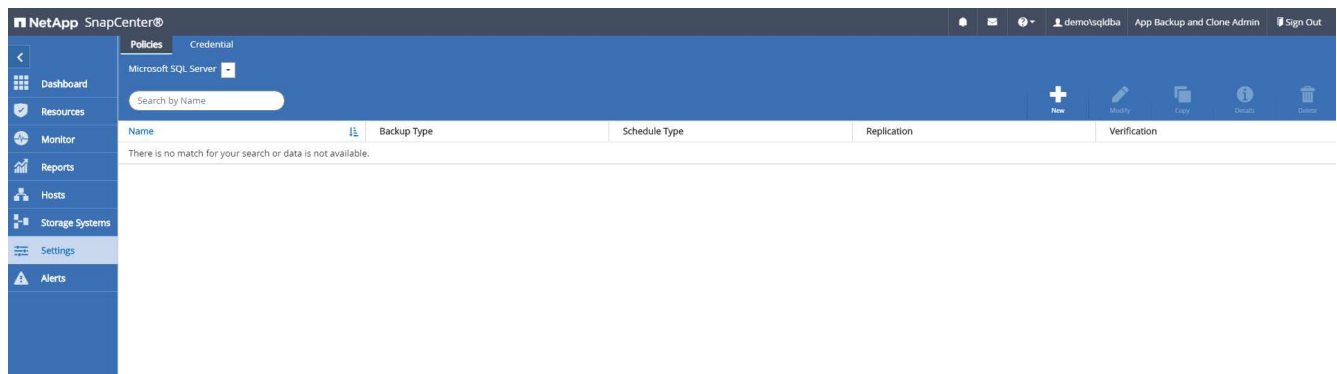 NetApp SnapCenter® demo\sqldba App Backup and Clone Admin Sign Out
Policies Credential
Microsoft SQL Server
Dashboard
Search by Name
Resources
New Modify Copy Details Delete
Name Backup Type Schedule Type Replication Verification
Monitor
There is no match for your search or data is not available.
Reports
Hosts
Storage Systems
Settings
Alerts